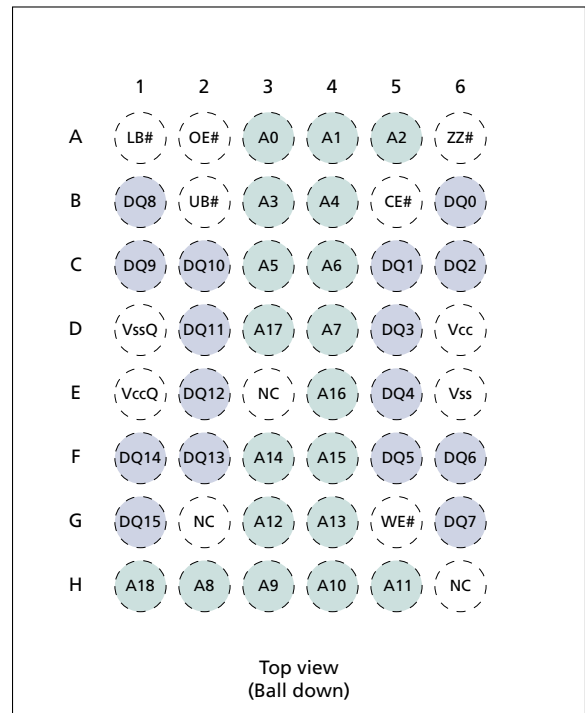 1 2 3 4 5 6
A LB# OE# A0 A1 A2 ZZ#
B DQ8 UB# A3 A4 CE# DQ0
C DQ9 DQ10 A5 A6 DQ1 DQ2
D VssQ DQ11 A17 A7 DQ3 Vcc
E VccQ DQ12 NC A16 DQ4 Vss
F DQ14 DQ13 A14 A15 DQ5 DQ6
G DQ15 NC A12 A13 WE# DQ7
H A18 A8 A9 A10 A11 NC
Top view
(Ball down)